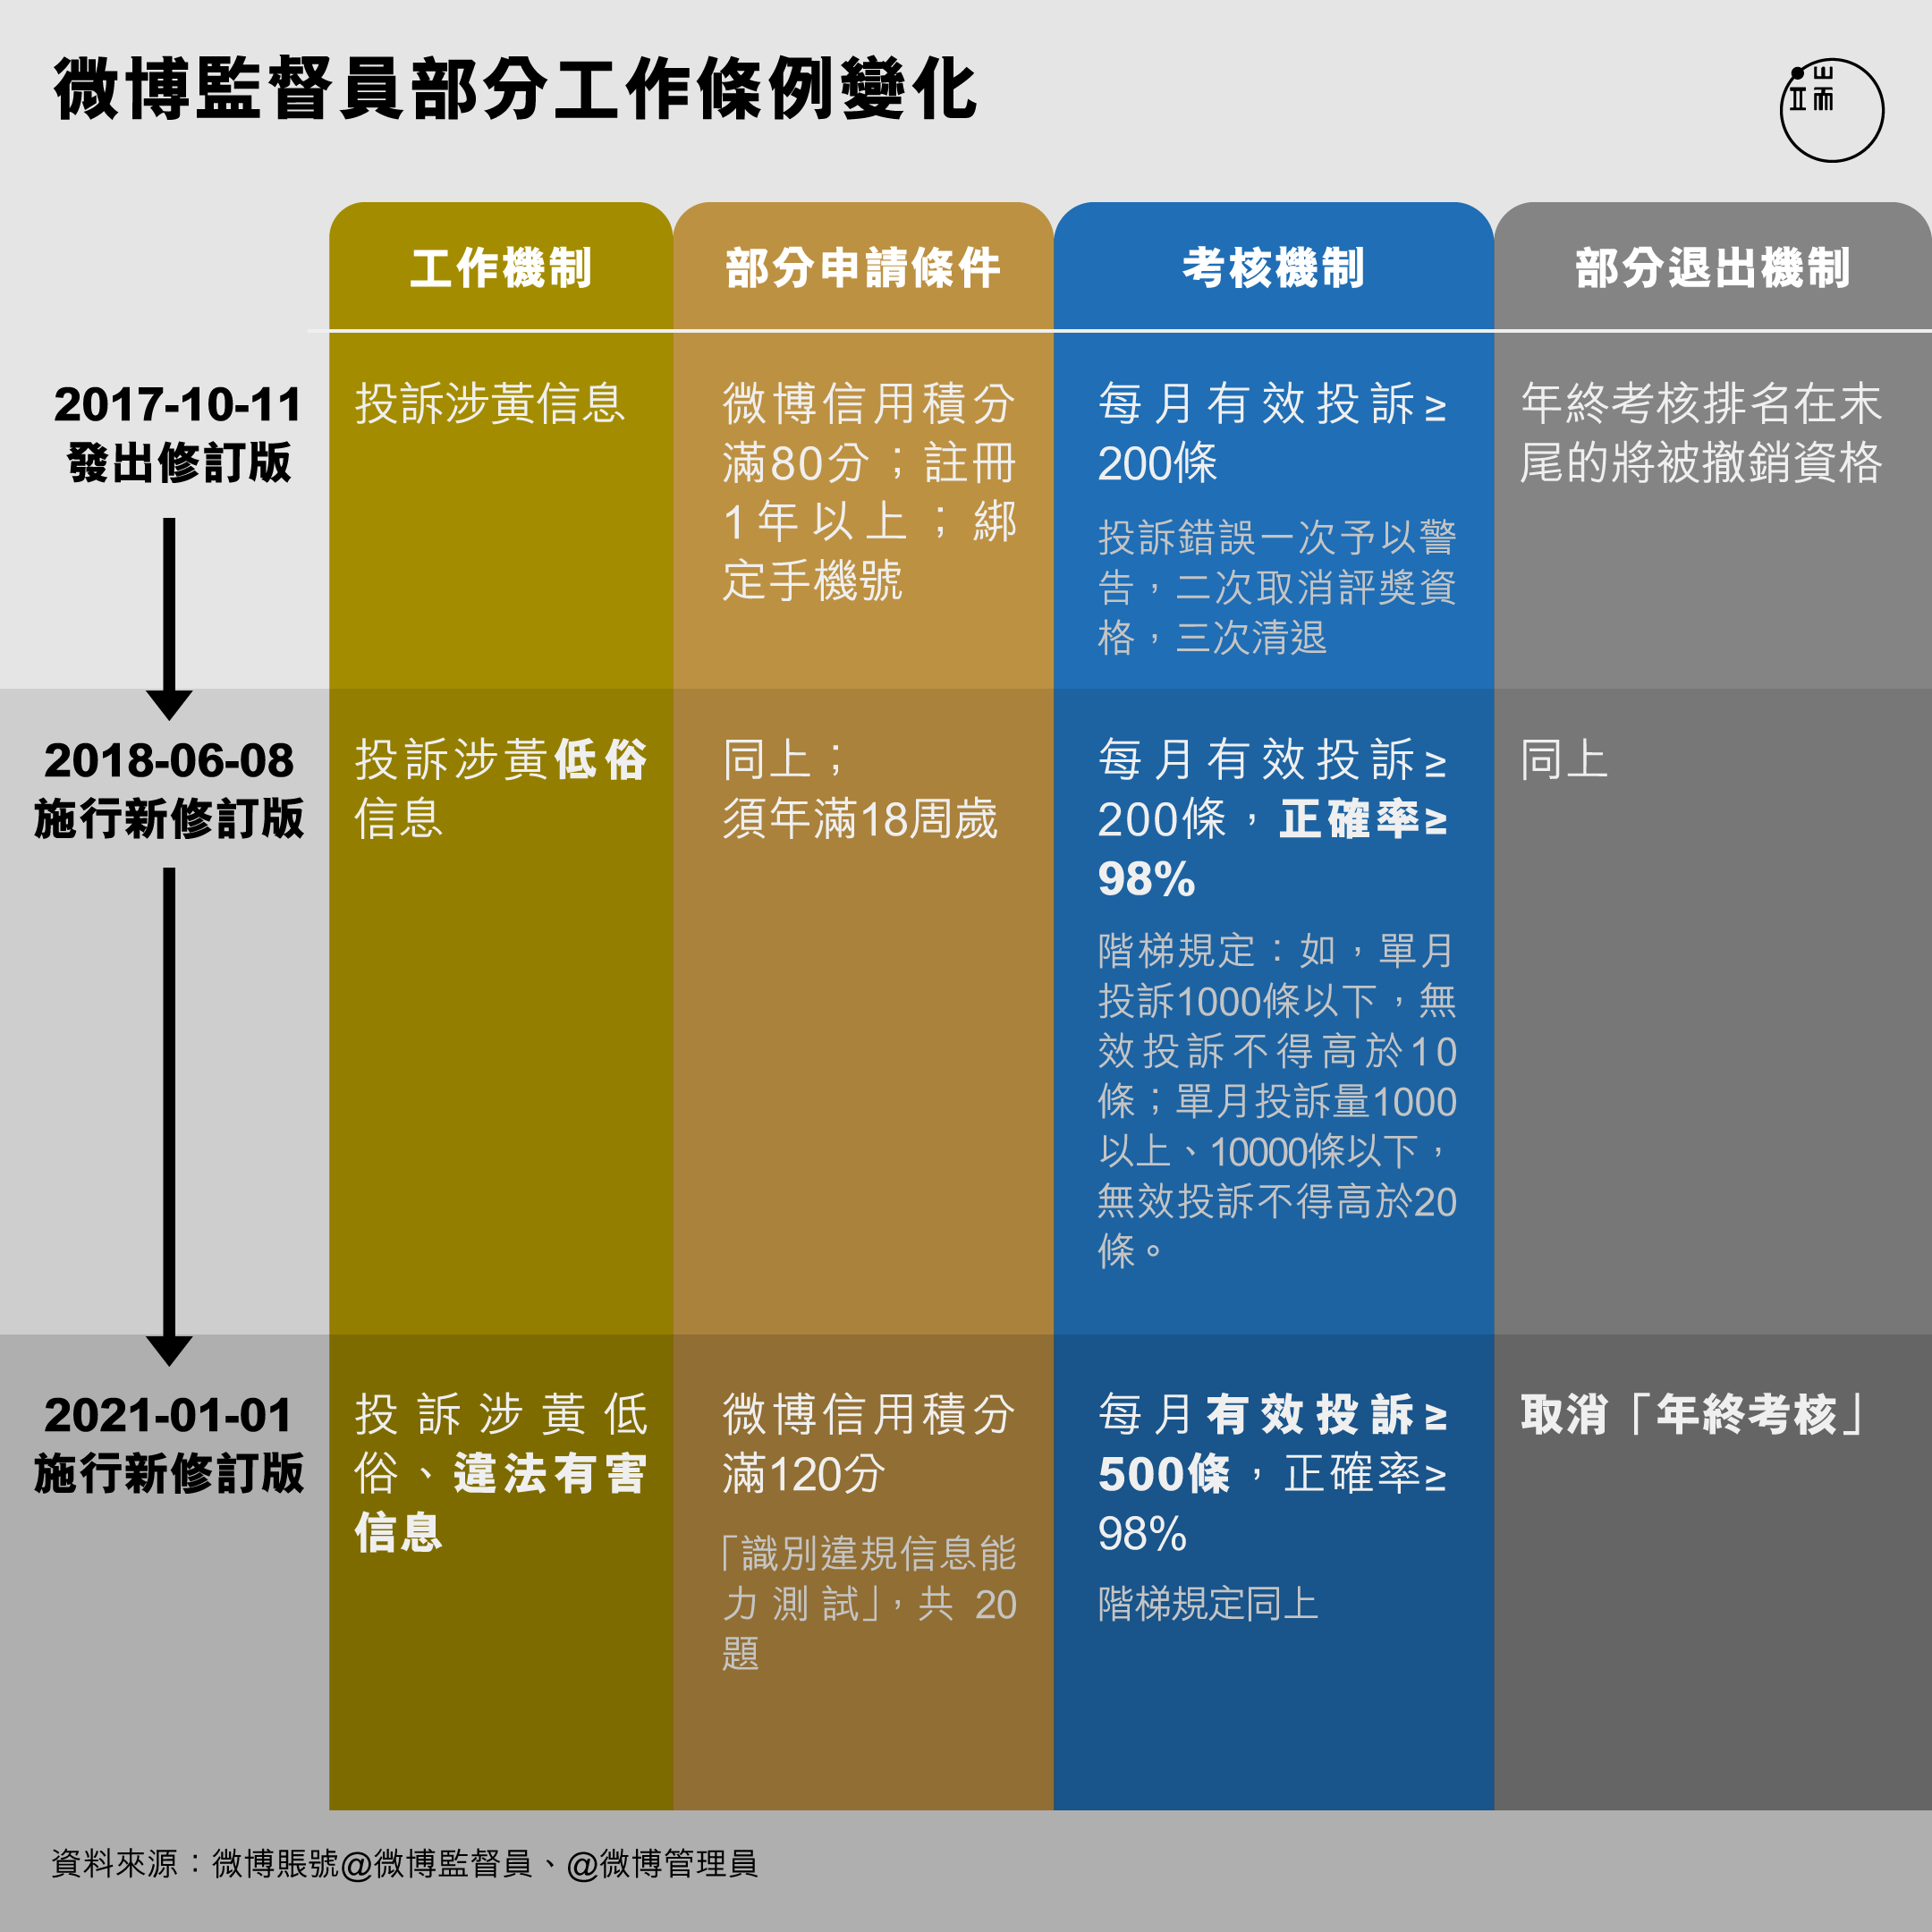 微博監督員部分工作條例變化
端
工作機制
部分申請條件
考核機制
部分退出機制
2017-10-11
發出修訂版
投訴涉黃信息
微博信用積分
滿80分；註冊
1年以上；綁
定手機號
每月有效投訴≥
200條
投訴錯誤一次予以警
告，二次取消評獎資
格，三次清退
年終考核排名在末
尾的將被撤銷資格
2018-06-08
施行新修訂版
投訴涉黃低俗
信息
同上；
須年滿18周歲
每月有效投訴≥
200條，正確率≥
98%
階梯規定：如，單月
投訴1000條以下，無
效投訴不得高於10
條；單月投訴量1000
以上、10000條以下，
無效投訴不得高於20
條。
同上
2021-01-01
施行新修訂版
投訴涉黃低
俗、違法有害
信息
微博信用積分
滿120分
「識別違規信息能
力測試」，共 20
題
每月有效投訴≥
500條，正確率≥
98%
階梯規定同上
取消「年終考核」
資料來源：微博賬號@微博監督員、@微博管理員